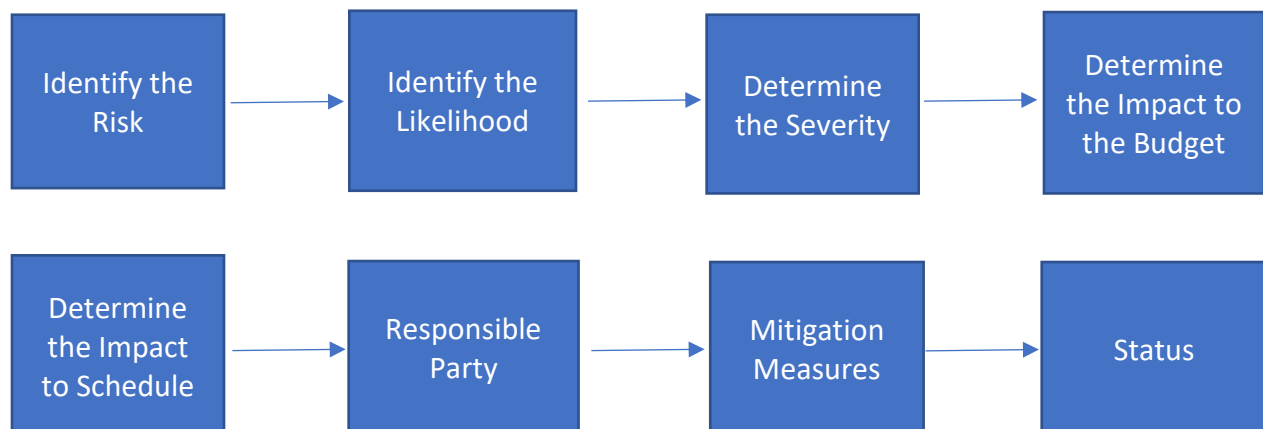 Identify the
Risk
Identify the
Likelihood
Determine
the Severity
Determine
the Impact to
the Budget
Determine
the Impact
to Schedule
Responsible
Party
Mitigation
Measures
Status